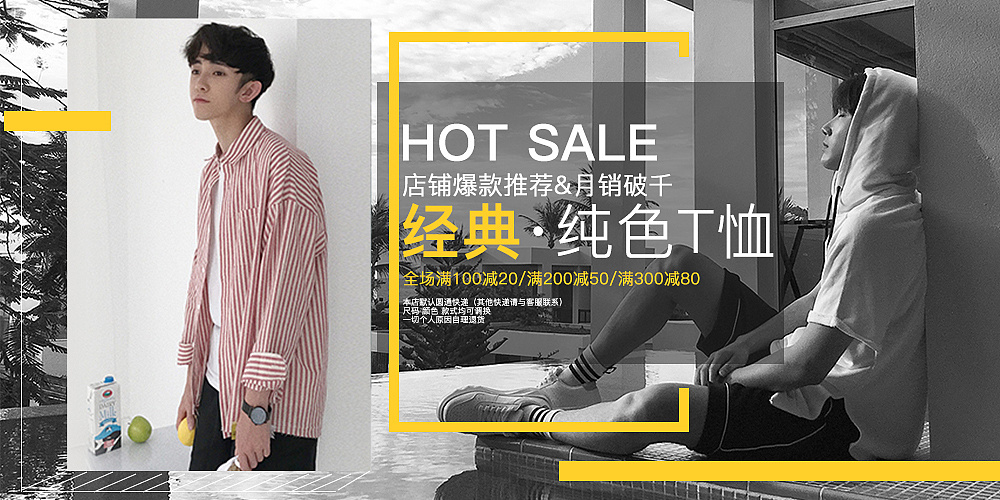 HOT SALE
店铺爆款推荐&月销破千
经典·纯色T恤
全场满100减20/满200减50/满300减80
本店默认圆通快递（其他快递请与客服联系）
尺码 颜色 款式均可调换
一切个人原因自理退货
Milk